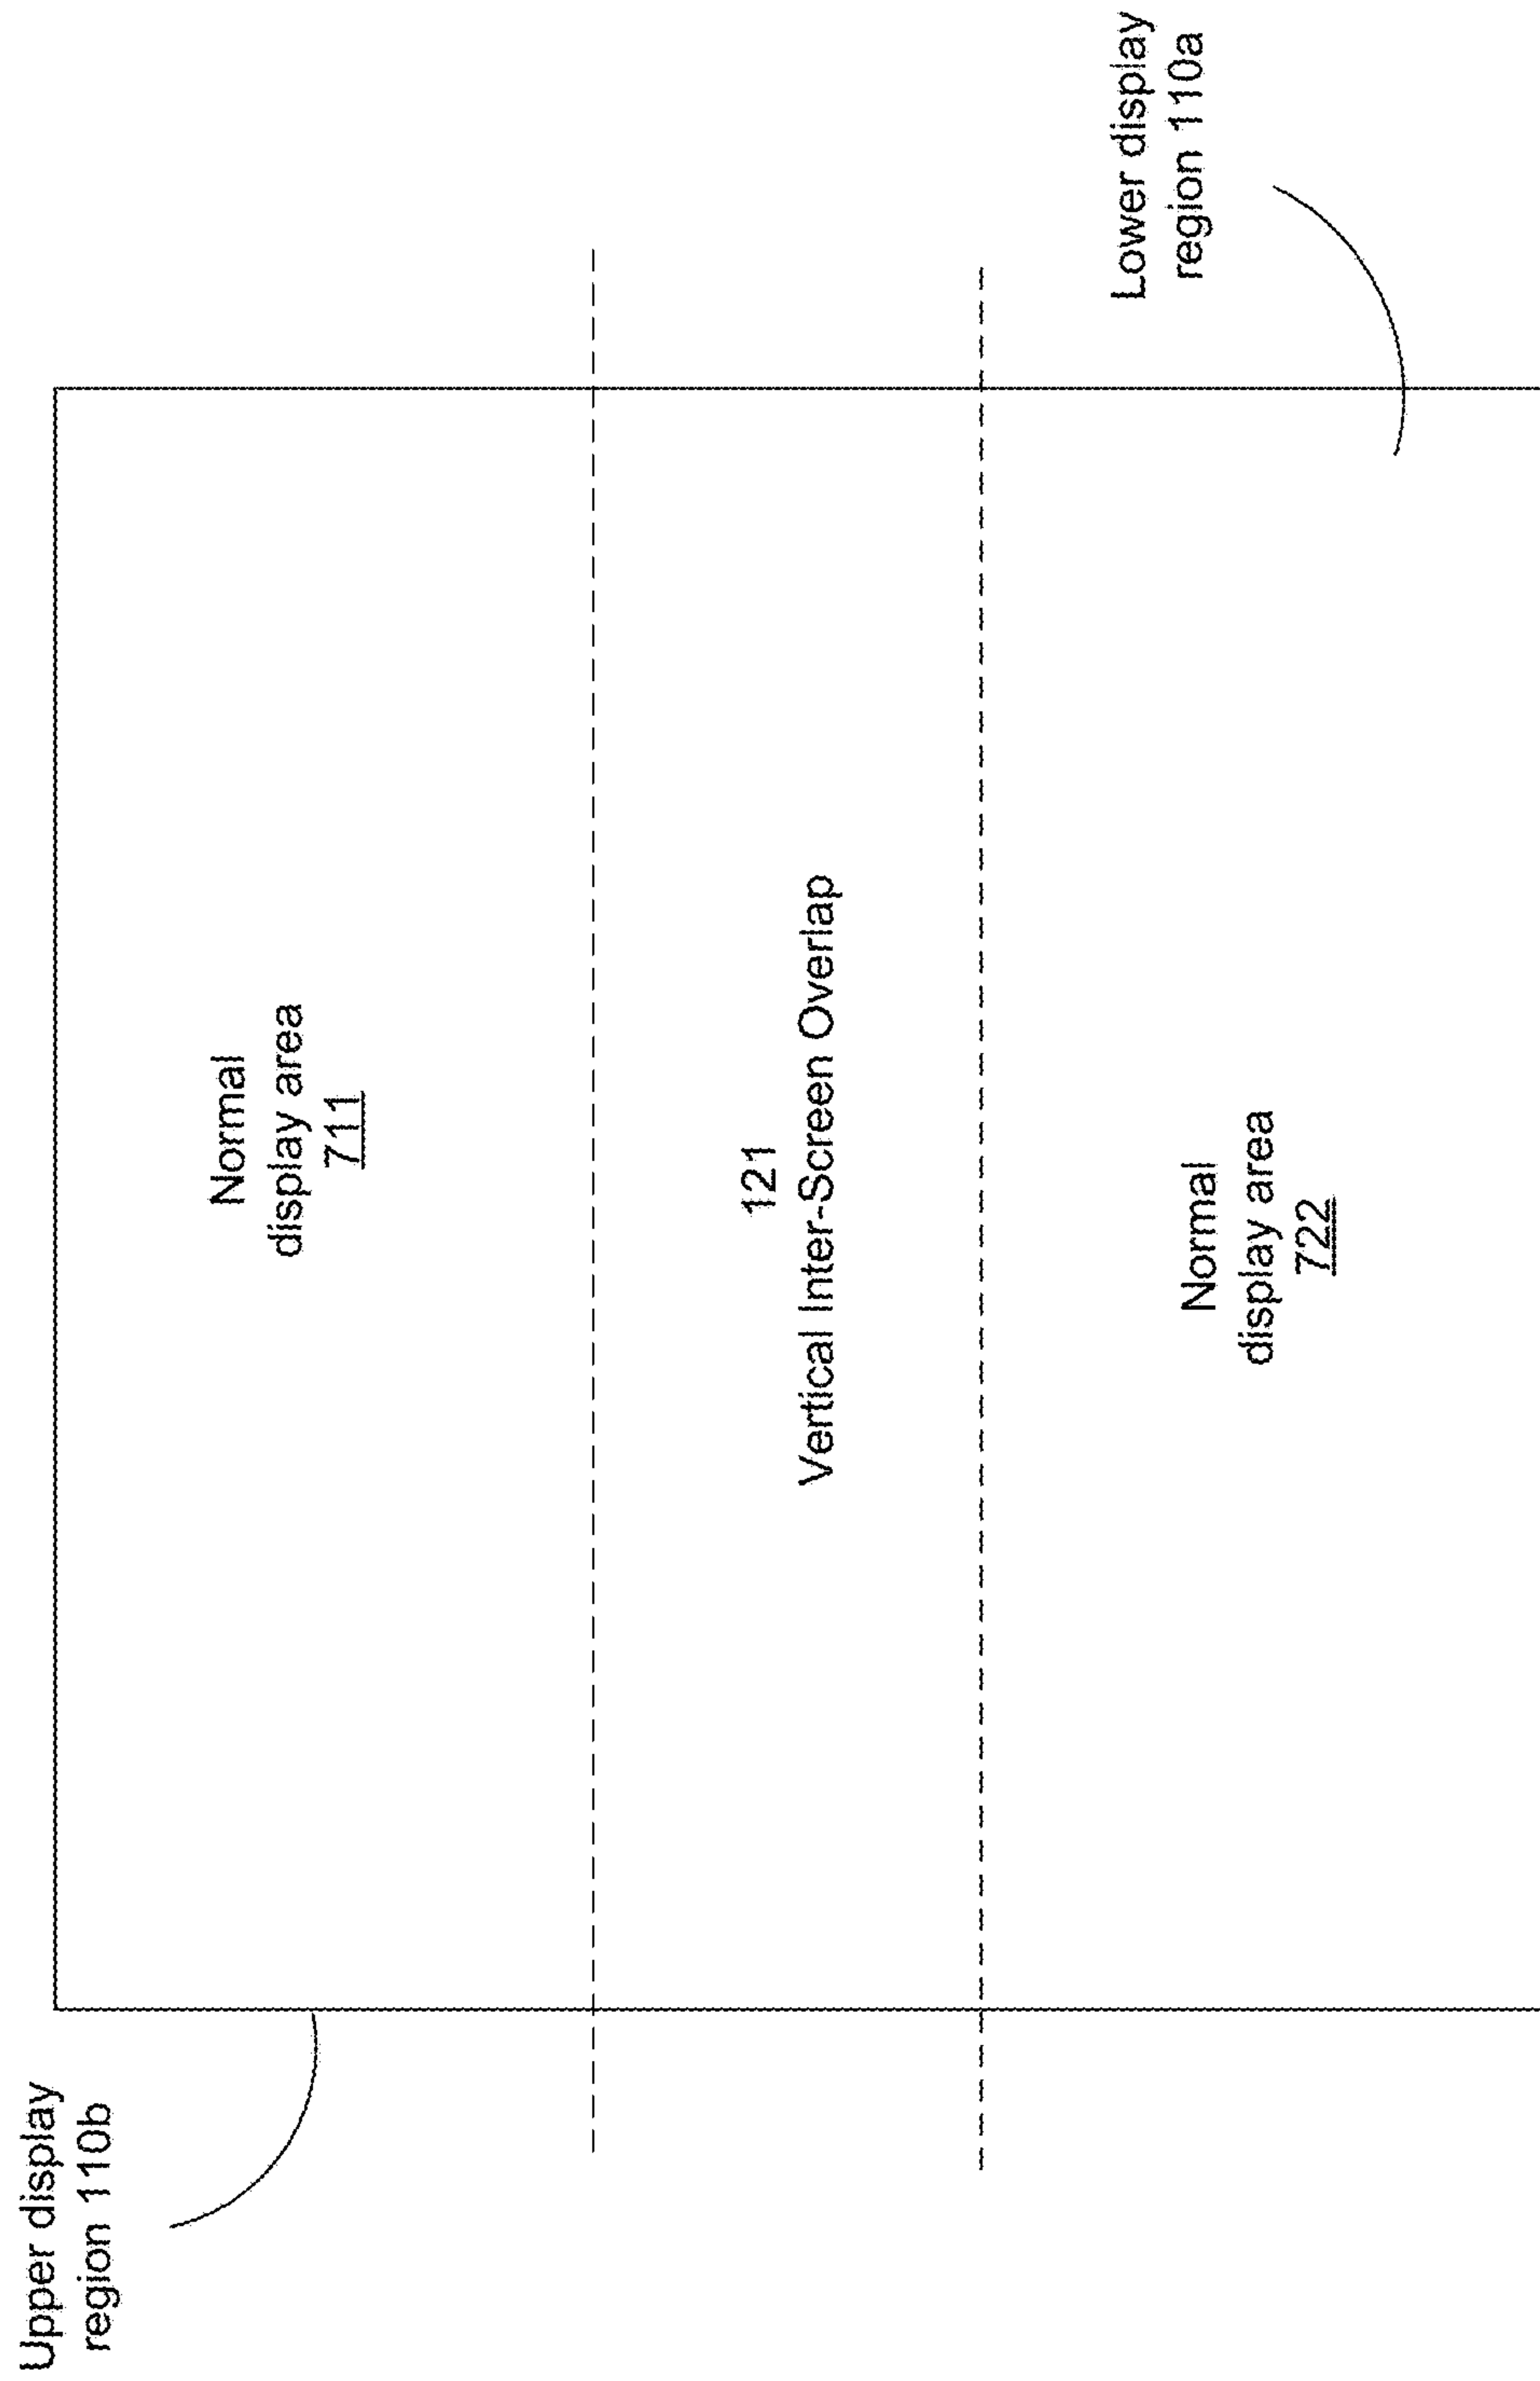 Upper display
region 110b
Normal
display area
711
121
Vertical Inter-Screen Overlap
Normal
display area
722
Lower display
region 110a